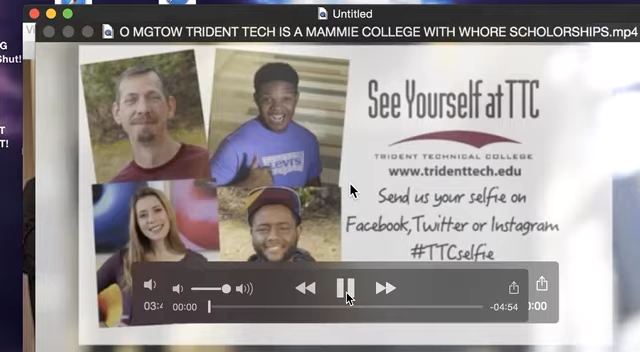 Untitled
O MGTOW TRIDENT TECH IS A MAMMIE COLLEGE WITH WHORE SCHOLORSHIPS.mp4
G
Shut!
T
T!
Levi's
See Yourself at TTC
TRIDENT TECHNICAL COLLEGE
www.tridenttech.edu
Send us your selfie on
Facebook,Twitter or Instagram
#TTCselfie
00:00
-04:54